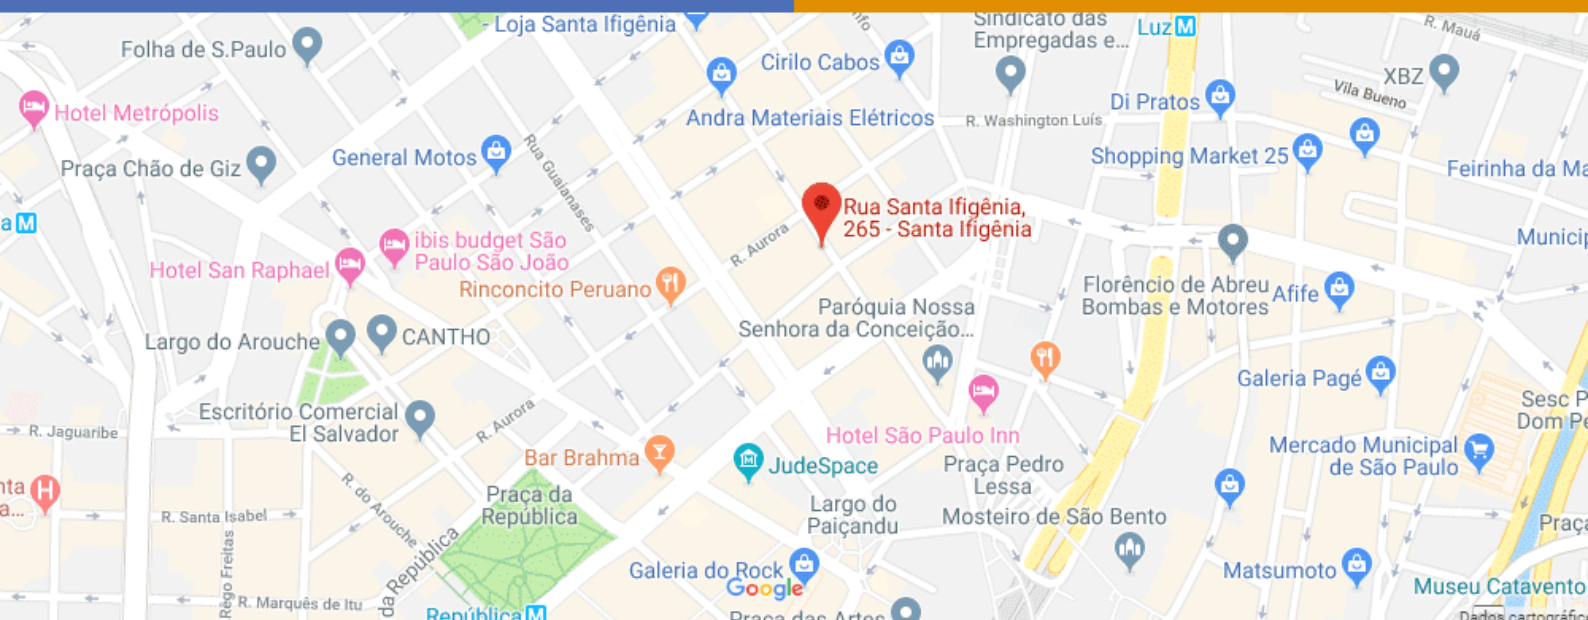 - Loja Santa Ifigênia
Sindicato das
Empregadas e...
Luz
R. Mauá
Folha de S.Paulo
Cirilo Cabos
XBZ
Vila Bueno
Hotel Metrópolis
Di Pratos
Andra Materiais Elétricos
R. Washington Luís
General Motos
Rua Guaianases
Shopping Market 25
Praça Chão de Giz
Feirinha da Ma
Rua Santa Ifigênia,
265 - Santa Ifigênia
a M
R. Aurora
ibis budget São
Paulo São João
Hotel San Raphael
Municip
Rinconcito Peruano
Florêncio de Abreu
Bombas e Motores
Afife
Paróquia Nossa
Senhora da Conceição...
Largo do Arouche
CANTHO
Galeria Pagé
Sesc P
Dom Pe
Escritório Comercial
El Salvador
R. Aurora
R. Jaguaribe
Hotel São Paulo Inn
Mercado Municipal
de São Paulo
Bar Brahma
JudeSpace
Praça Pedro
Lessa
nta
a...
H
R. do Arouche
Praça da
República
Largo do
Paiçandu
Mosteiro de São Bento
R. Santa Isabel
Praça
da República
Rêgo Freitas
Galeria do Rock
Google
Matsumoto
Museu Catavento
R. Marquês de Itu
República M
Praça das Artes
Dados cartográfic